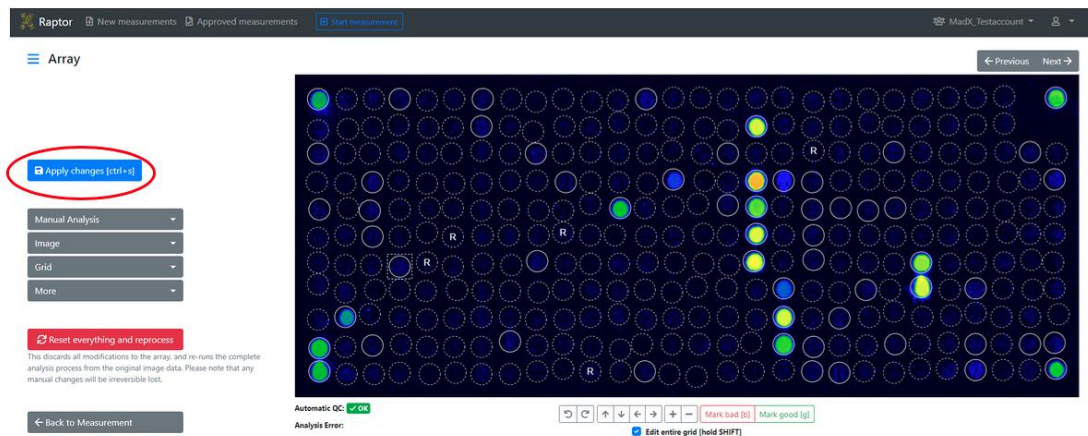 Raptor New measurements Approved measurements Start measurement MadX_Testaccount
Array
← Previous Next →
Apply changes [ctrl+s]
Manual Analysis
Image
Grid
More
Reset everything and reprocess
This discards all modifications to the array, and re-runs the complete
analysis process from the original image data. Please note that any
manual changes will be irreversible lost.
← Back to Measurement
R
R
R
R
R
Automatic QC: ✓ OK
Analysis Error:
↑ ↓ ← → + − Mark bad [b] Mark good [g]
Edit entire grid [hold SHIFT]